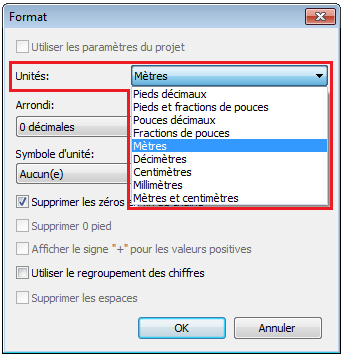 Format
Utiliser les paramètres du projet
Unités: Mètres
Pieds décimaux
Pieds et fractions de pouces
Pouces décimaux
Fractions de pouces
Mètres
Décimètres
Centimètres
Millimètres
Mètres et centimètres
Arrondi:
0 décimales
Symbole d'unité:
Aucun(e)
Supprimer les zéros
Supprimer 0 pied
Afficher le signe "+" pour les valeurs positives
Utiliser le regroupement des chiffres
Supprimer les espaces
OK Annuler